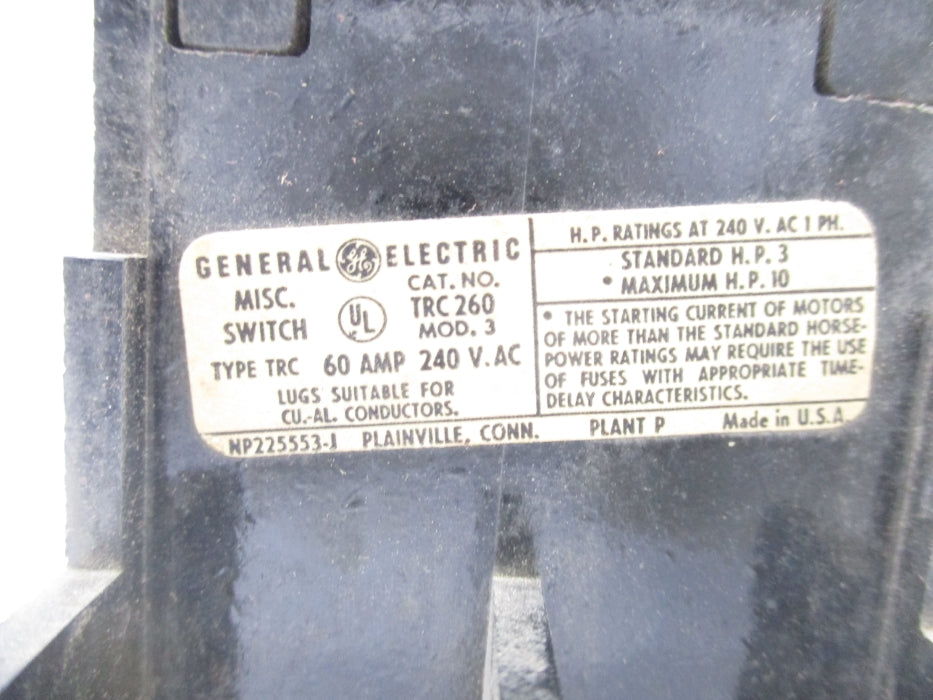 GENERAL GE ELECTRIC
MISC.
SWITCH
UL
CAT. NO.
TRC 260
MOD. 3
TYPE TRC 60 AMP 240 V. AC
LUGS SUITABLE FOR
CU.-AL. CONDUCTORS.
H.P. RATINGS AT 240 V. AC 1 PH.
STANDARD H.P. 3
• MAXIMUM H.P. 10
• THE STARTING CURRENT OF MOTORS
OF MORE THAN THE STANDARD HORSE-
POWER RATINGS MAY REQUIRE THE USE
OF FUSES WITH APPROPRIATE TIME-
DELAY CHARACTERISTICS.
NP225553-J PLAINVILLE, CONN. PLANT P Made in U.S.A